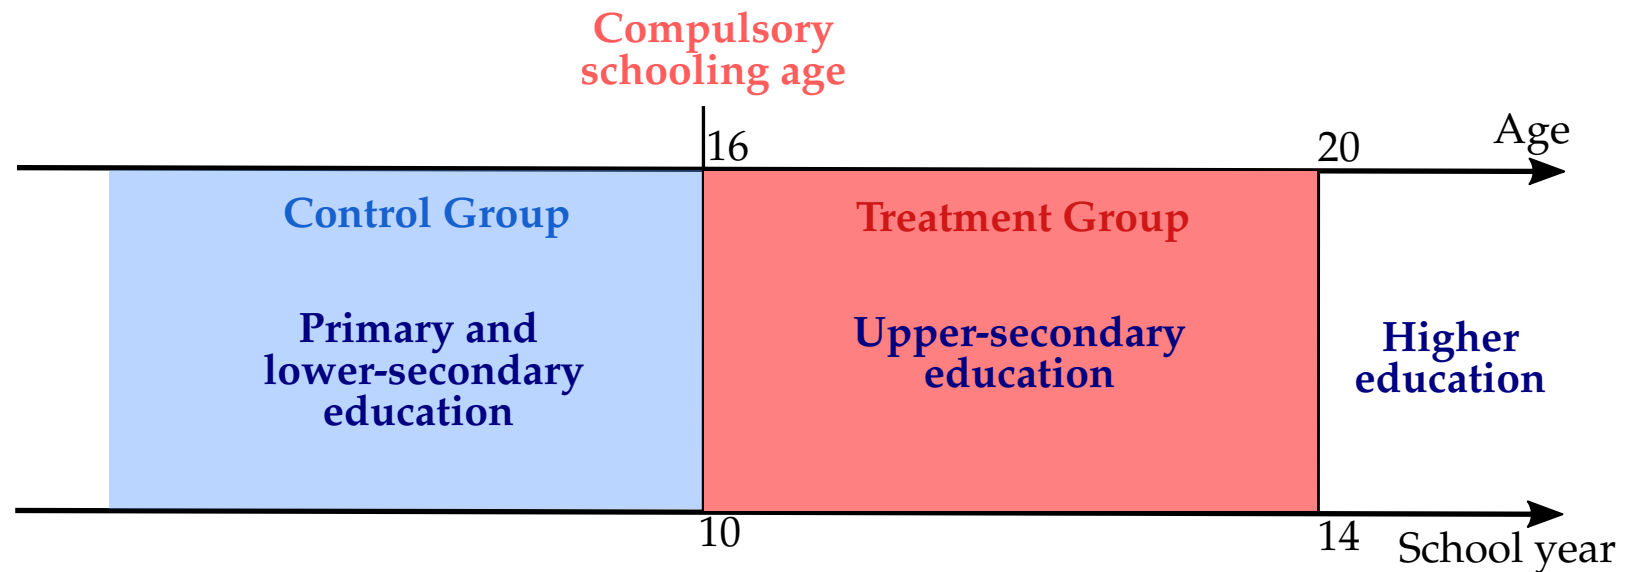 Compulsory
schooling age
16
20
Age
Control Group
Treatment Group
Primary and
lower-secondary
education
Upper-secondary
education
Higher
education
10
14
School year